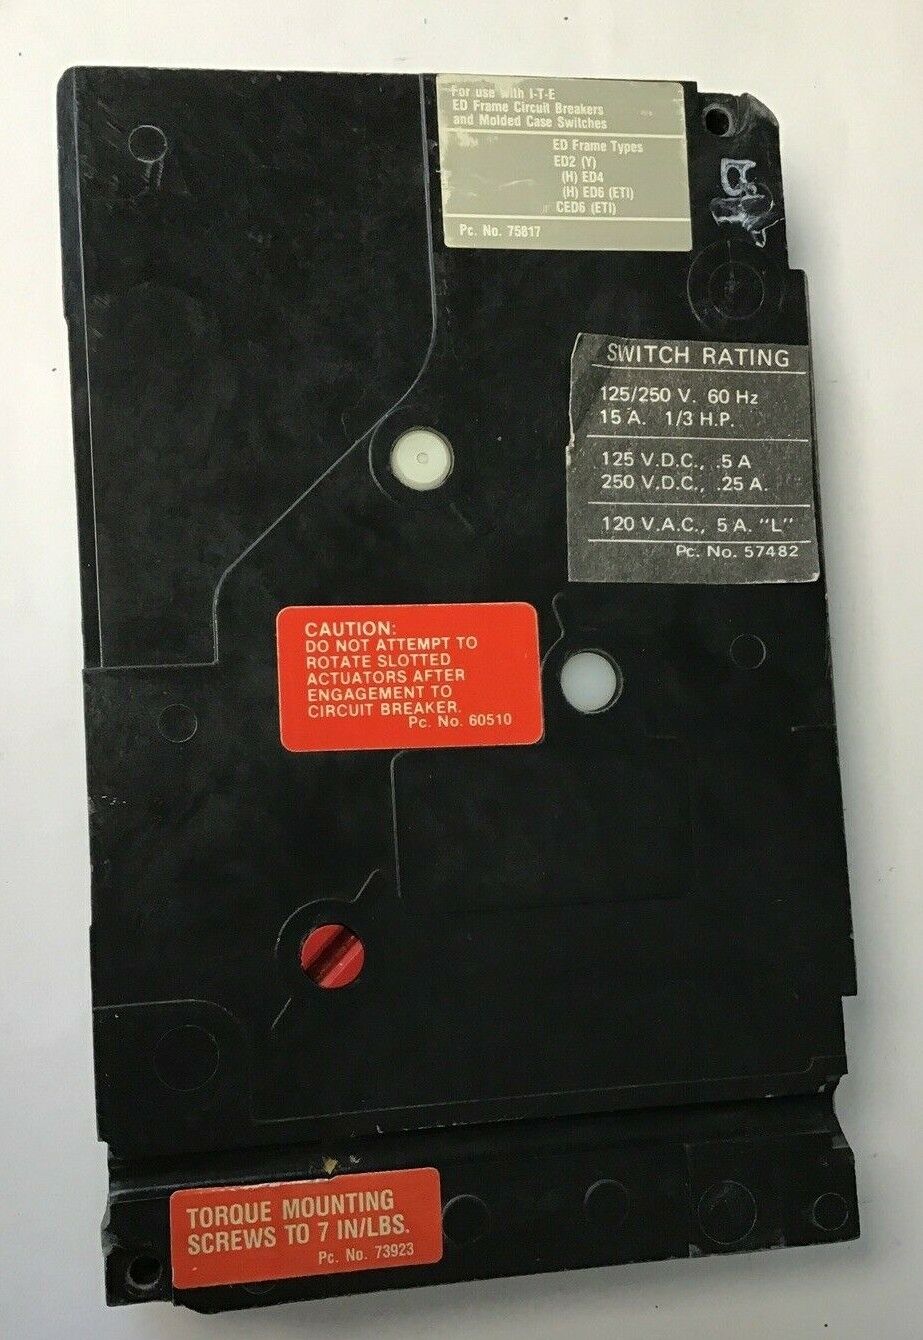 For use with I-T-E
ED Frame Circuit Breakers
and Molded Case Switches
ED Frame Types
ED2 (Y)
(H) ED4
(H) ED6 (ETI)
CED6 (ETI)
Pc. No. 75817
SWITCH RATING
125/250 V. 60 Hz
15 A. 1/3 H.P.
125 V.D.C., .5 A
250 V.D.C., .25 A.
120 V.A.C., 5 A. "L"
Pc. No. 57482
CAUTION:
DO NOT ATTEMPT TO
ROTATE SLOTTED
ACTUATORS AFTER
ENGAGEMENT TO
CIRCUIT BREAKER.
Pc. No. 60510
TORQUE MOUNTING
SCREWS TO 7 IN/LBS.
Pc. No. 73923